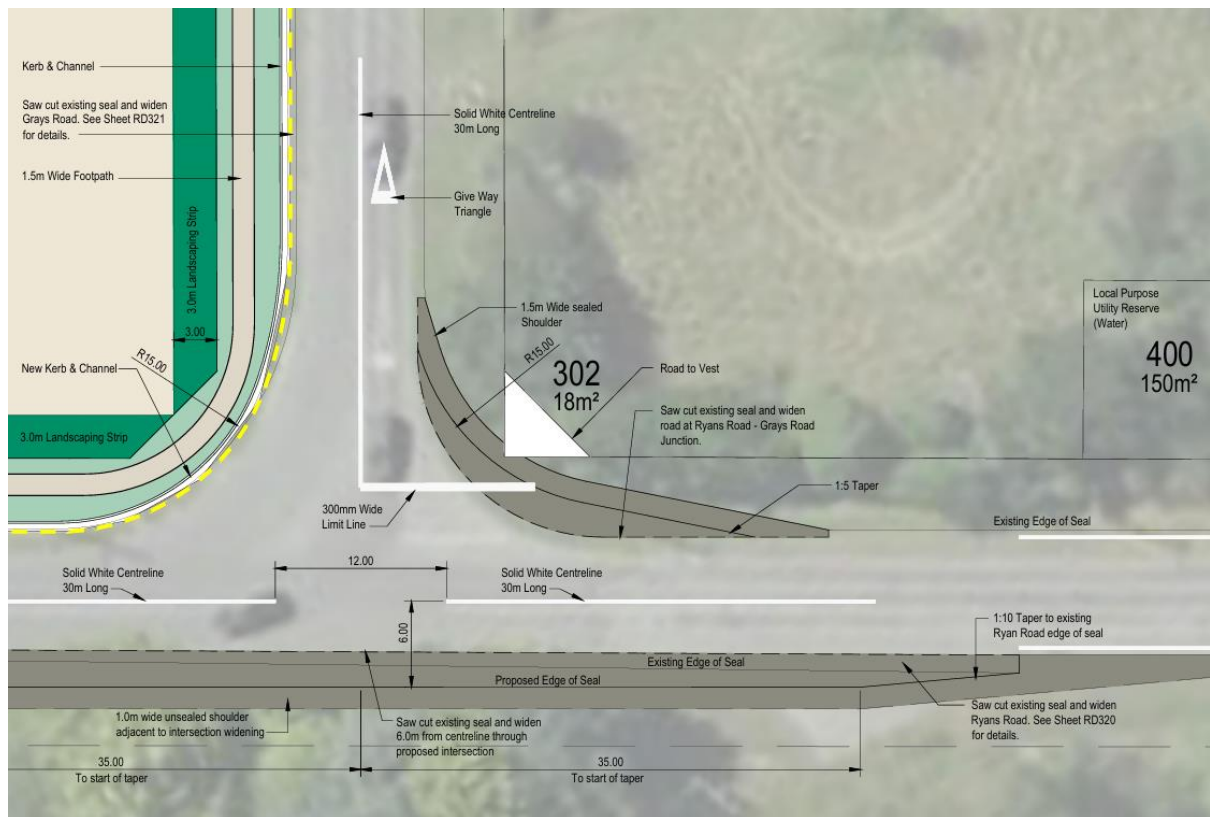 Kerb & Channel
Saw cut existing seal and widen
Grays Road. See Sheet RD321
for details.
1.5m Wide Footpath
3.0m Landscaping Strip
3.00
R15.00
New Kerb & Channel
3.0m Landscaping Strip
Solid White Centreline
30m Long
Give Way
Triangle
1.5m Wide sealed
Shoulder
R15.00
302
18m²
Road to Vest
Saw cut existing seal and widen
road at Ryans Road - Grays Road
Junction.
Local Purpose
Utility Reserve
(Water)
400
150m²
1:5 Taper
300mm Wide
Limit Line
Existing Edge of Seal
12.00
Solid White Centreline
30m Long
Solid White Centreline
30m Long
6.00
1:10 Taper to existing
Ryan Road edge of seal
Existing Edge of Seal
Proposed Edge of Seal
1.0m wide unsealed shoulder
adjacent to intersection widening
Saw cut existing seal and widen
6.0m from centreline through
proposed intersection
Saw cut existing seal and widen
Ryans Road. See Sheet RD320
for details.
35.00
To start of taper
35.00
To start of taper